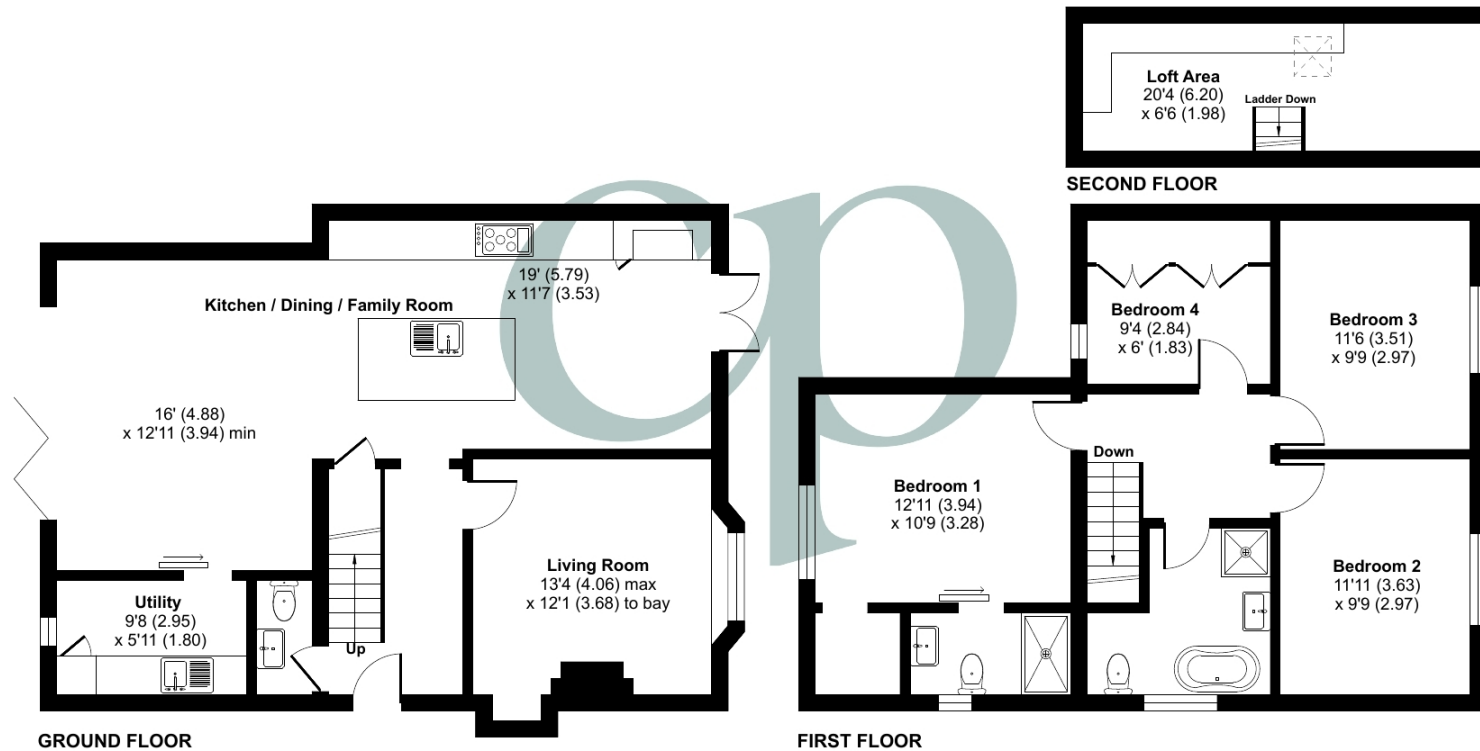 Loft Area
20'4 (6.20)
x 6'6 (1.98)
Ladder Down
SECOND FLOOR
cp
19' (5.79)
x 11'7 (3.53)
Kitchen / Dining / Family Room
16' (4.88)
x 12'11 (3.94) min
Living Room
13'4 (4.06) max
x 12'1 (3.68) to bay
Utility
9'8 (2.95)
x 5'11 (1.80)
Up
GROUND FLOOR
Bedroom 4
9'4 (2.84)
x 6' (1.83)
Bedroom 3
11'6 (3.51)
x 9'9 (2.97)
Down
Bedroom 1
12'11 (3.94)
x 10'9 (3.28)
Bedroom 2
11'11 (3.63)
x 9'9 (2.97)
FIRST FLOOR